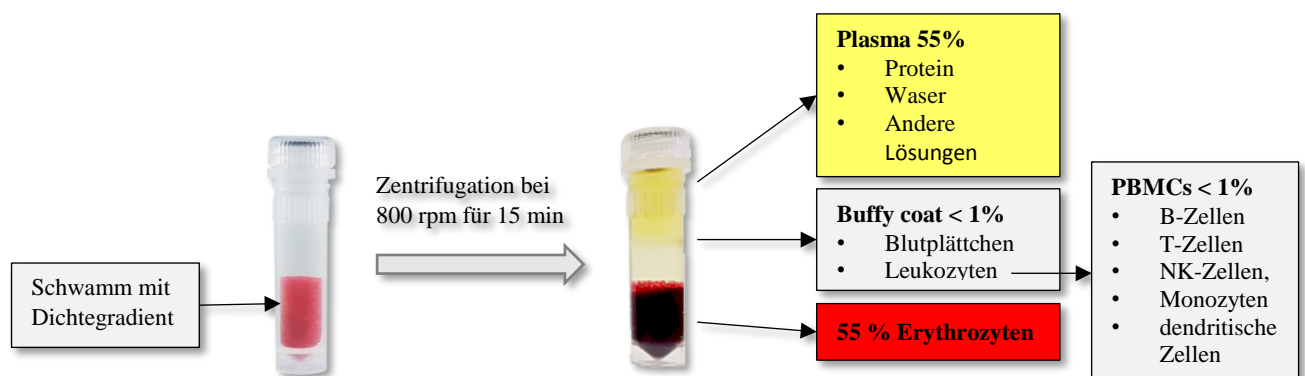 Schwamm mit
Dichtegradient
Zentrifugation bei
800 rpm für 15 min
Plasma 55%
• Protein
• Waser
• Andere
Lösungen
Buffy coat < 1%
• Blutplättchen
• Leukozyten
55 % Erythrozyten
PBMCs < 1%
• B-Zellen
• T-Zellen
• NK-Zellen,
• Monozyten
• dendritische
Zellen